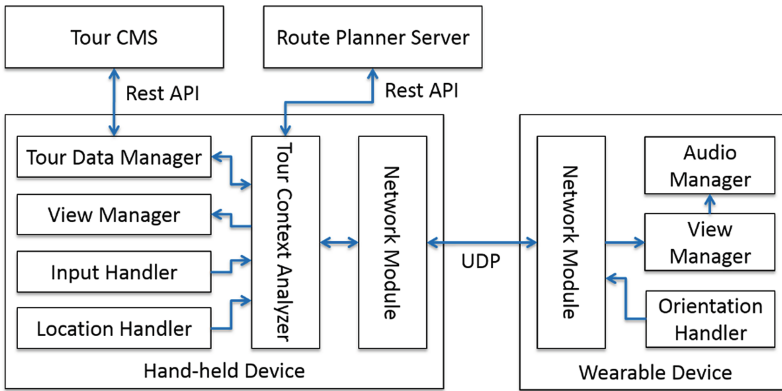 Tour CMS
Route Planner Server
Rest API
Rest API
Tour Data Manager
View Manager
Input Handler
Location Handler
Tour Context Analyzer
Network Module
Hand-held Device
UDP
Network Module
Audio
Manager
View
Manager
Orientation
Handler
Wearable Device